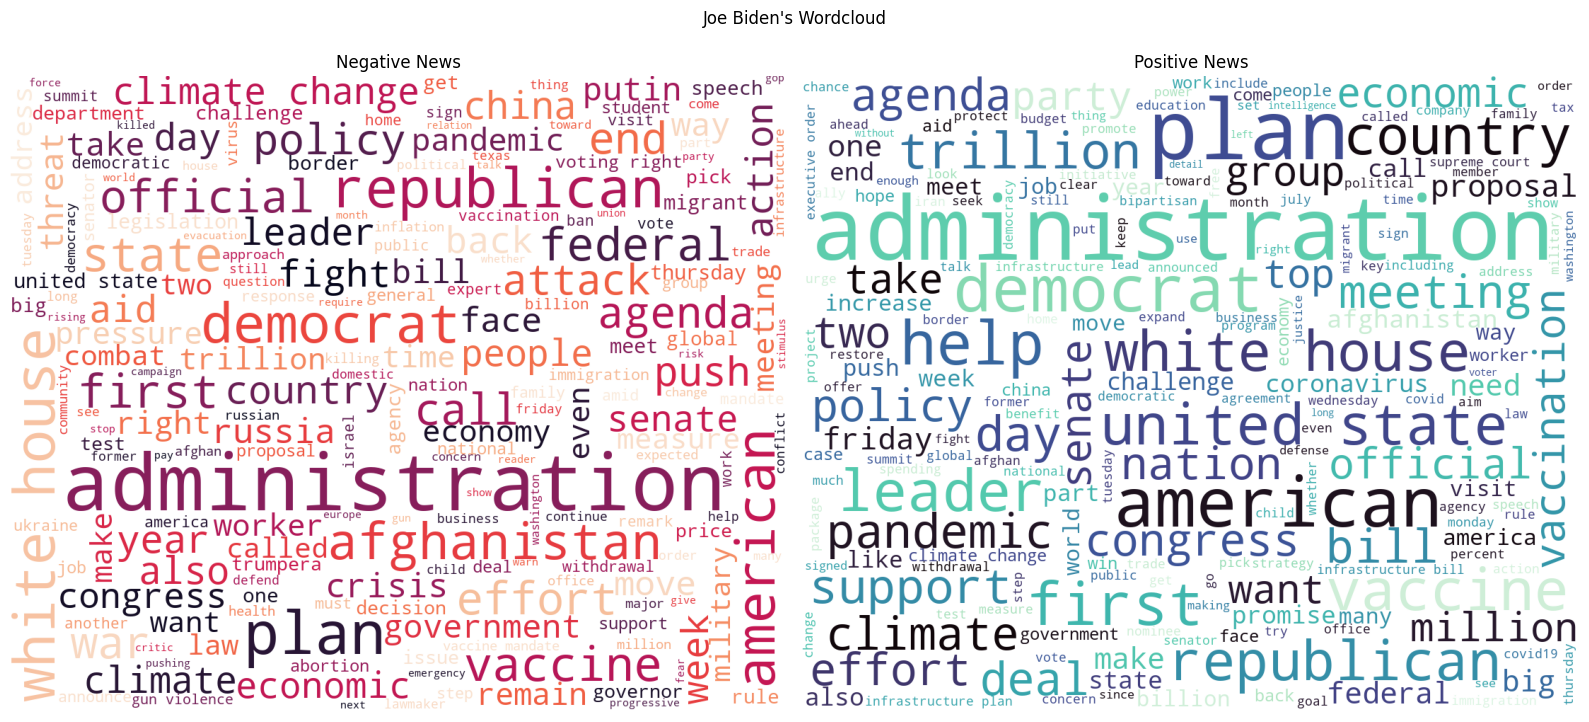 Joe Biden's Wordcloud
Negative News
force
climate change
get
thing
putin
speech
gop
summit
department
challenge
sign
china
student
come
address
threat
take
killed
day
virus
home
policy
relation
pandemic
toward
end
visit
way
part
action
democratic
house
border
political
talk
texas
voting right
party
world
senator
official
republican
pick
migrant
infrastructure
tuesday
democracy
legislation
leader
month
vaccination
union
ban
vote
state
evacuation
inflation
public
whether
back
federal
trade
approach
still
question
fight
bill
expert
attack
thursday
group
united state
two
response
general
billion
big
long
rising
aid
require
democrat
face
agenda
meeting
stimulus
pressure
combat
trillion
killing
time
people
meet
global
risk
push
community
campaign
domestic
nation
immigration
change
first
country
family
amid
mandate
see
russian
call
friday
even
senate
stop
right
russia
israel
agency
economy
measure
test
proposal
national
expected
former
pay
afghan
concern
reader
conflict
white house
administration
show
washington
work
american
ukraine
america
worker
europe
gun
business
continue
remark
help
make
year
called
afghanistan
price
order
many
job
also
trumpera
child
deal
warn
withdrawal
defend
crisis
office
move
military
congress
one
health
must
decision
effort
major
give
another
want
plan
government
support
week
war
law
critic
vaccine mandate
million
pushing
abortion
issue
vaccine
fear
climate
economic
emergency
step
remain
governor
rule
announce
gun violence
next
lawmaker
progressive
Positive News
chance
agenda
party
power
work
include
people
economic
order
come
education
set
intelligence
company
tax
executive order
ahead
without
protect
aid
budget
thing
promote
plan
left
called
family
country
one
trillion
detail
group
call
supreme court
member
end
enough
look
initiative
meet
job
clear
toward
political
proposal
rally
hope
iran
seek
year
free
month
july
time
show
still
bipartisan
administration
democracy
put
keep
use
right
migrant
sign
military
washington
urge
talk
infrastructure
lead
announced
top
key
including
address
take
democrat
meeting
increase
home
border
expand
business
program
economy
justice
afghanistan
two
help
move
way
worker
project
restore
push
senate
white house
vaccination
offer
week
challenge
coronavirus
need
voter
policy
china
former
democratic
agreement
wednesday
covid
aim
benefit
day
united state
long
law
friday
fight
even
case
summit
global
afghan
nation
defense
official
much
spending
national
tuesday
whether
leader
part
american
visit
agency
speech
package
pandemic
world
child
monday
rule
congress
bill
america
like
climate change
win
trade
pick
strategy
percent
signed
withdrawal
step
public
get
go
infrastructure bill
action
support
first
want
vaccine
test
measure
making
promise
many
change
climate
government
nominee
senator
face
try
office
million
effort
vote
deal
make
state
republican
covid19
see
big
thursday
also
infrastructure plan
concern
since
billion
back
goal
federal
immigration